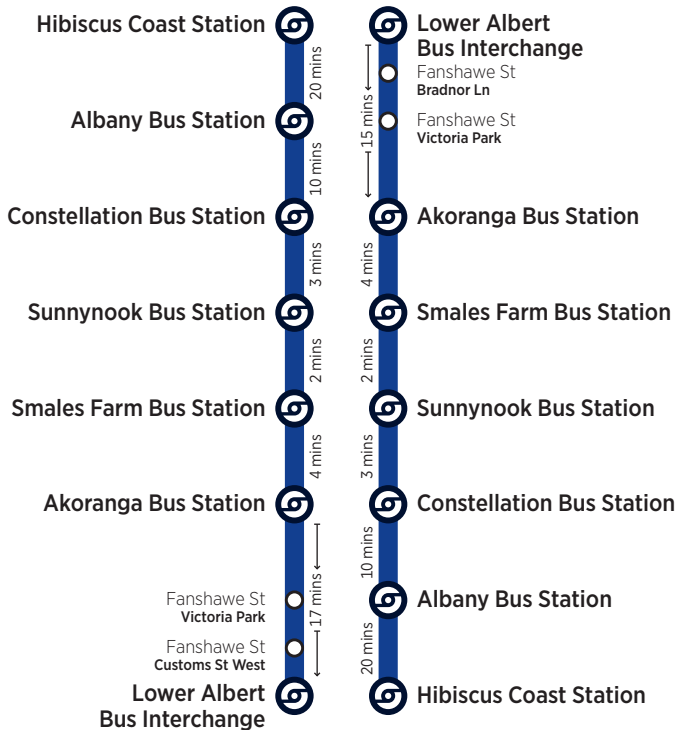 Hibiscus Coast Station
20 mins
Albany Bus Station
10 mins
Constellation Bus Station
3 mins
Sunnynook Bus Station
2 mins
Smales Farm Bus Station
4 mins
Akoranga Bus Station
17 mins
Fanshawe St
Victoria Park
Fanshawe St
Customs St West
Lower Albert
Bus Interchange
Lower Albert
Bus Interchange
Fanshawe St
Bradnor Ln
15 mins
Fanshawe St
Victoria Park
Akoranga Bus Station
4 mins
Smales Farm Bus Station
2 mins
Sunnynook Bus Station
3 mins
Constellation Bus Station
10 mins
Albany Bus Station
20 mins
Hibiscus Coast Station